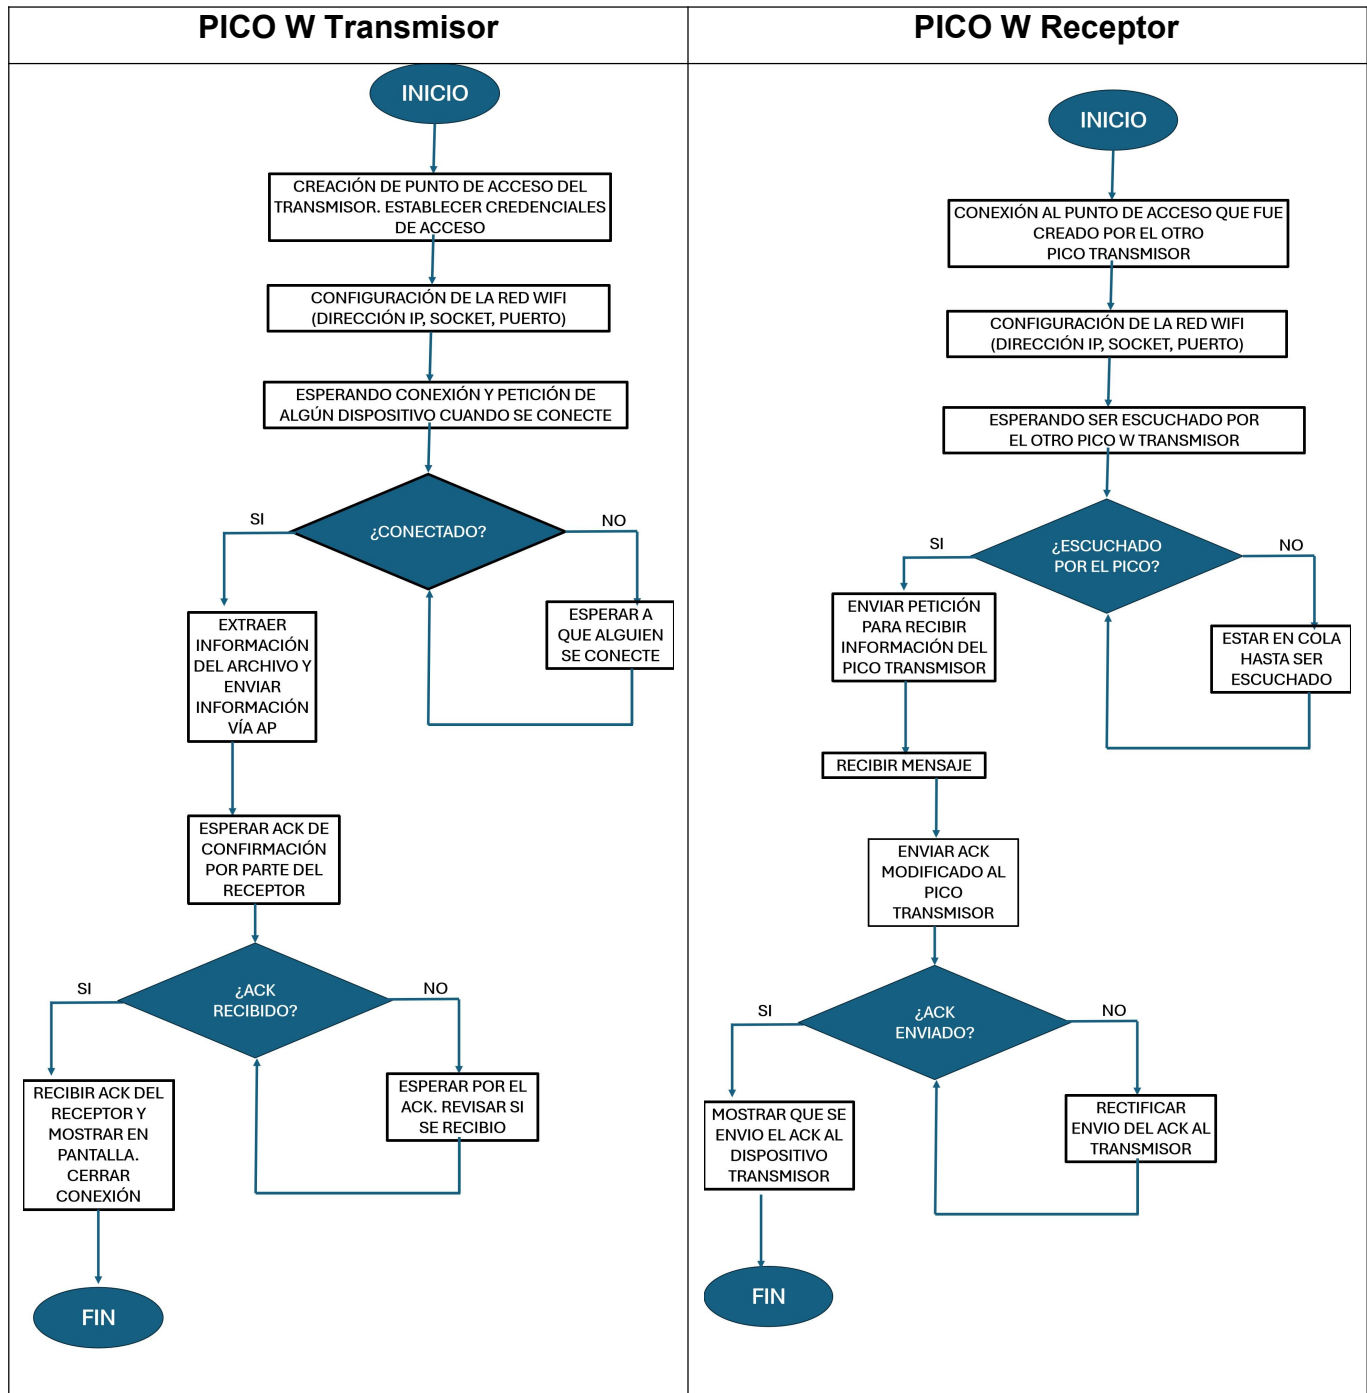 PICO W Transmisor
INICIO
CREACIÓN DE PUNTO DE ACCESO DEL
TRANSMISOR. ESTABLECER CREDENCIALES
DE ACCESO
CONFIGURACIÓN DE LA RED WIFI
(DIRECCIÓN IP, SOCKET, PUERTO)
ESPERANDO CONEXIÓN Y PETICIÓN DE
ALGÚN DISPOSITIVO CUANDO SE CONECTE
¿CONECTADO?
SI
NO
EXTRAER
INFORMACIÓN
DEL ARCHIVO Y
ENVIAR
INFORMACIÓN
VÍA AP
ESPERAR A
QUE ALGUIEN
SE CONECTE
ESPERAR ACK DE
CONFIRMACIÓN
POR PARTE DEL
RECEPTOR
¿ACK
RECIBIDO?
SI
NO
RECIBIR ACK DEL
RECEPTOR Y
MOSTRAR EN
PANTALLA.
CERRAR
CONEXIÓN
ESPERAR POR EL
ACK. REVISAR SI
SE RECIBIO
FIN
PICO W Receptor
INICIO
CONEXIÓN AL PUNTO DE ACCESO QUE FUE
CREADO POR EL OTRO
PICO TRANSMISOR
CONFIGURACIÓN DE LA RED WIFI
(DIRECCIÓN IP, SOCKET, PUERTO)
ESPERANDO SER ESCUCHADO POR
EL OTRO PICO W TRANSMISOR
¿ESCUCHADO
POR EL PICO?
SI
NO
ENVIAR PETICIÓN
PARA RECIBIR
INFORMACIÓN DEL
PICO TRANSMISOR
ESTAR EN COLA
HASTA SER
ESCUCHADO
RECIBIR MENSAJE
ENVIAR ACK
MODIFICADO AL
PICO
TRANSMISOR
¿ACK
ENVIADO?
SI
NO
MOSTRAR QUE SE
ENVIO EL ACK AL
DISPOSITIVO
TRANSMISOR
RECTIFICAR
ENVIO DEL ACK AL
TRANSMISOR
FIN